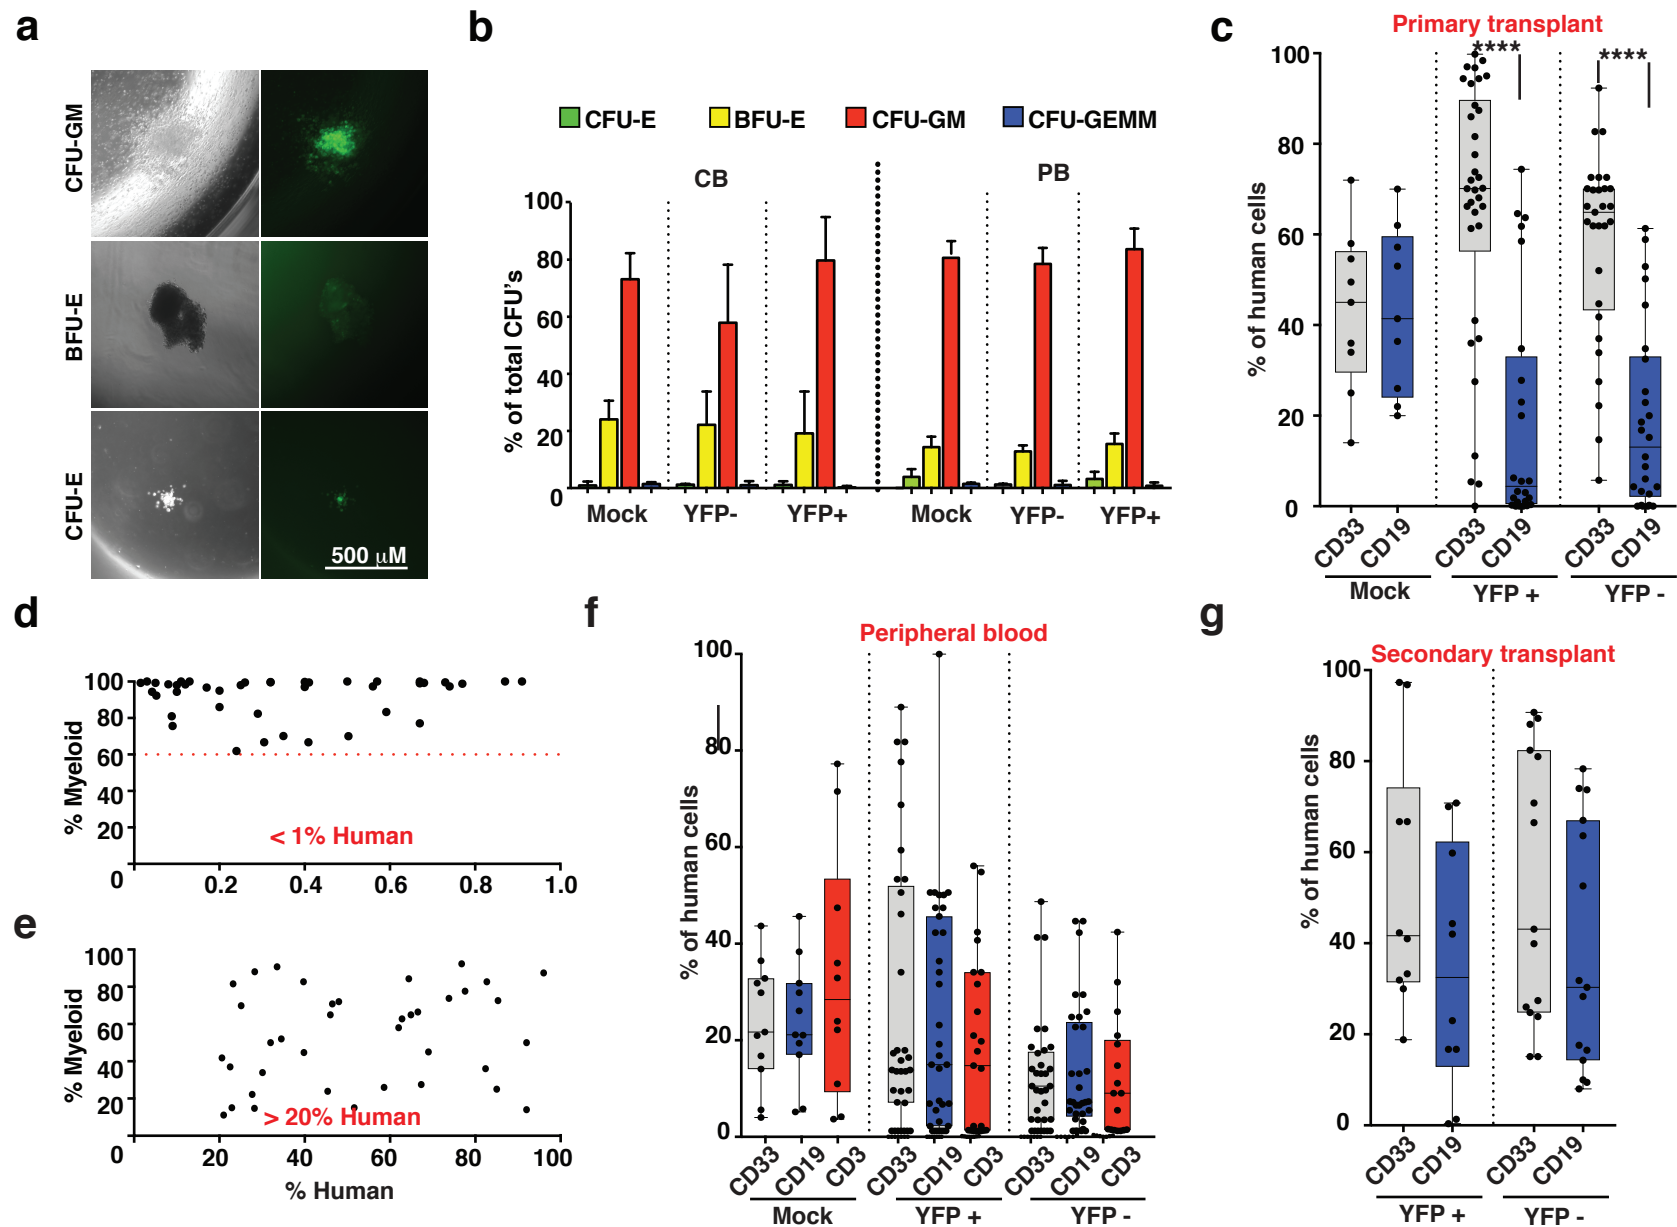 a
CFU-GM
BFU-E
CFU-E
500 μM
b
CFU-E BFU-E CFU-GM CFU-GEMM
CB PB
% of total CFU's
100
80
60
40
20
0
Mock YFP- YFP+ Mock YFP- YFP+
c
Primary transplant
**** ****
% of human cells
100
80
60
40
20
0
CD33 CD19 CD33 CD19 CD33 CD19
Mock YFP + YFP -
d
% Myeloid
100
80
60
40
20
0 0.2 0.4 0.6 0.8 1.0
< 1% Human
e
% Myeloid
100
80
60
40
20
0 20 40 60 80 100
> 20% Human
% Human
f
Peripheral blood
% of human cells
100
80
60
40
20
0
CD33 CD19 CD3 CD33 CD19 CD3 CD33 CD19 CD3
Mock YFP + YFP -
g
Secondary transplant
% of human cells
100
80
60
40
20
0
CD33 CD19 CD33 CD19
YFP + YFP -